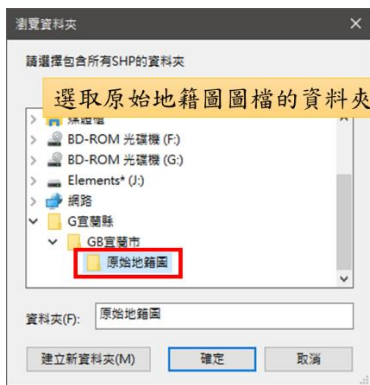 瀏覽資料夾
請選擇包含所有SHP的資料夾
選取原始地籍圖圖檔的資料夾
媒體櫃
BD-ROM 光碟機 (F:)
BD-ROM 光碟機 (G:)
Elements* (J:)
網路
G宜蘭縣
GB宜蘭市
原始地籍圖
資料夾(F):
原始地籍圖
建立新資料夾(M)
確定
取消